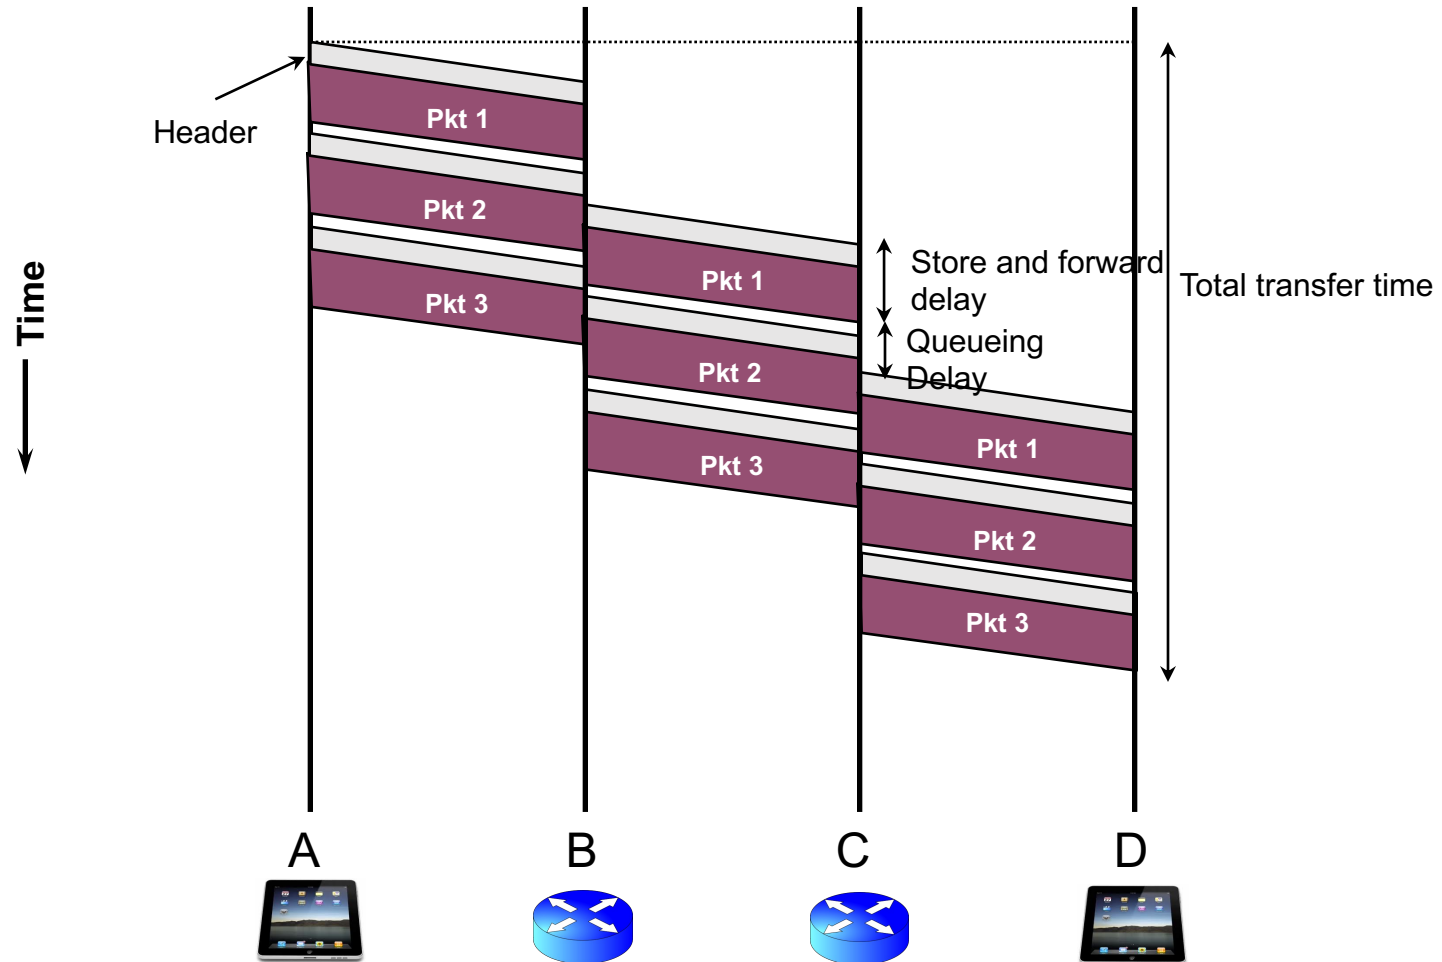 Header
Pkt 1
Pkt 2
Pkt 3
Pkt 1
Pkt 2
Pkt 3
Store and forward
delay
Queueing
Delay
Pkt 1
Pkt 2
Pkt 3
Total transfer time
Time
A
B
C
D